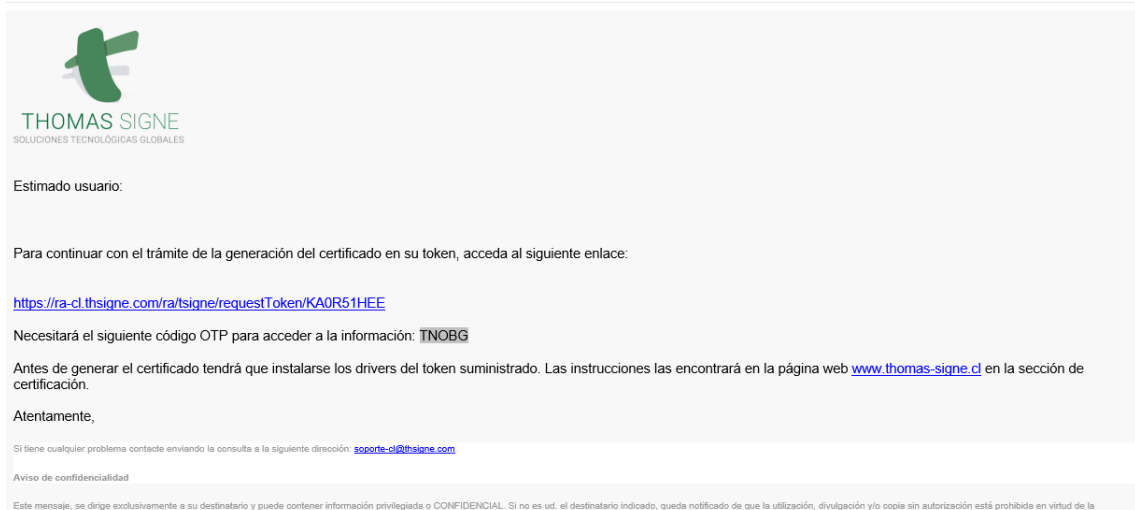 THOMAS SIGNE
SOLUCIONES TECNOLÓGICAS GLOBALES
Estimado usuario:
Para continuar con el trámite de la generación del certificado en su token, acceda al siguiente enlace:
https://ra-cl.thsigne.com/ra/tsigne/requestToken/KA0R51HEE
Necesitará el siguiente código OTP para acceder a la información: TNOBG
Antes de generar el certificado tendrá que instalarse los drivers del token suministrado. Las instrucciones las encontrará en la página web www.thomas-signe.cl en la sección de
certificación.
Atentamente,
Si tiene cualquier problema contacte enviando la consulta a la siguiente dirección: soporte-cl@thsigne.com.
Aviso de confidencialidad
Este mensaje, se dirige exclusivamente a su destinatario y puede contener información privilegiada o CONFIDENCIAL. Si no es ud. el destinatario indicado, queda notificado de que la utilización, divulgación y/o copia sin autorización está prohibida en virtud de la